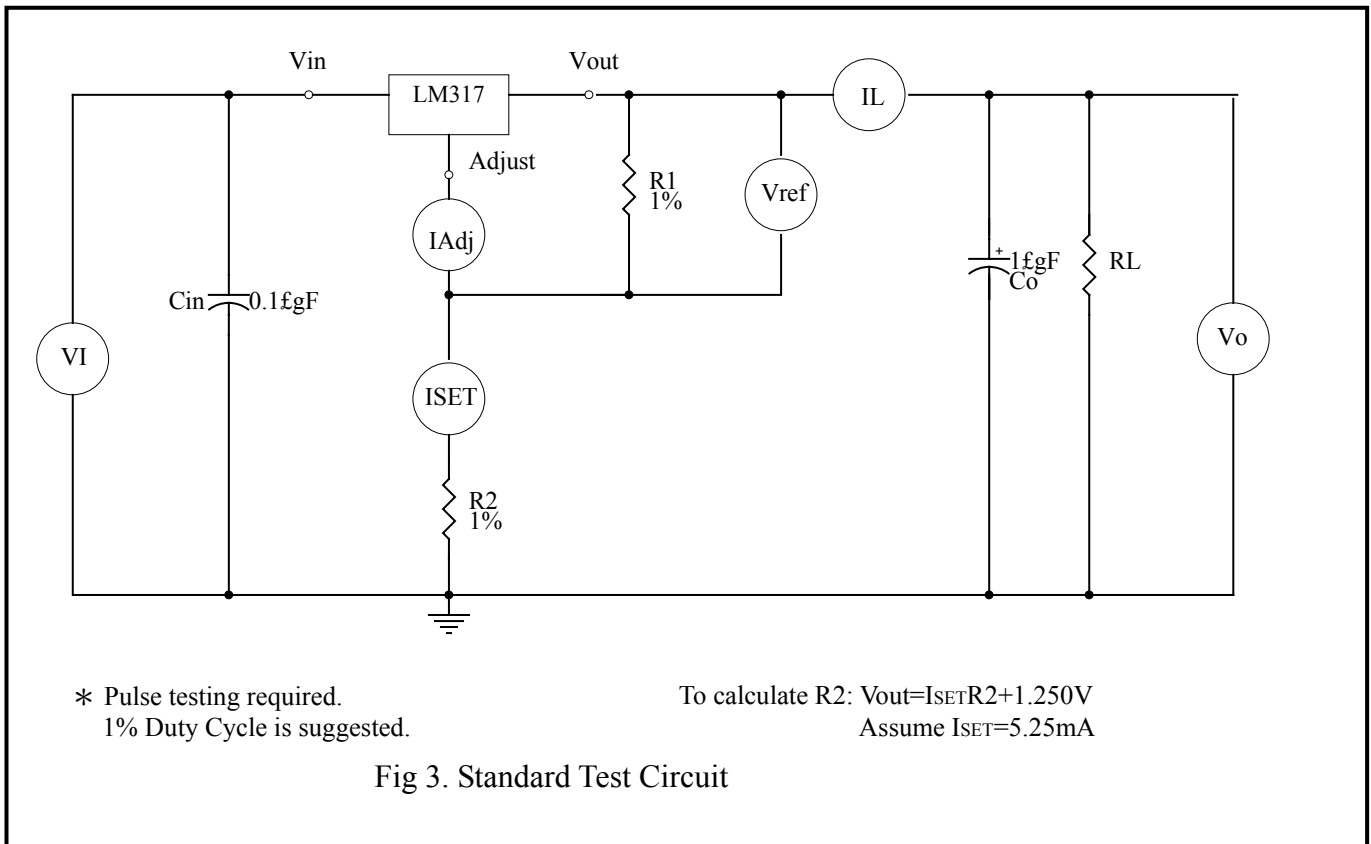 Vin
Vout
LM317
IL
Adjust
R1
1%
Vref
IAdj
1£gF
Co
RL
Cin
0.1£gF
VI
Vo
ISET
R2
1%
* Pulse testing required.
1% Duty Cycle is suggested.
To calculate R2: Vout=ISETR2+1.250V
Assume ISET=5.25mA
Fig 3. Standard Test Circuit